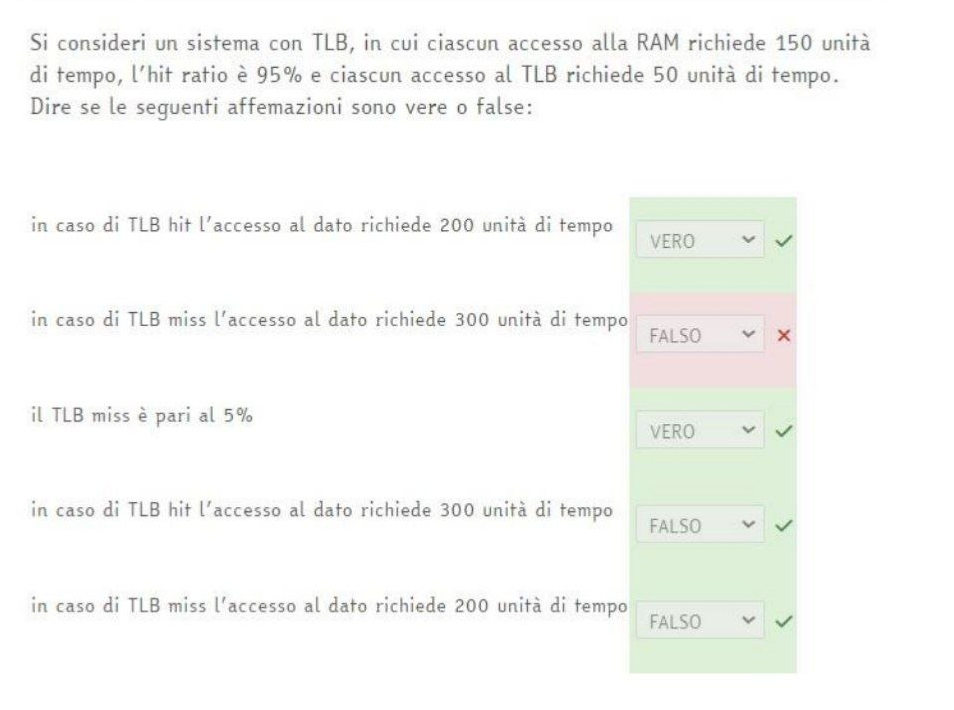 Si consideri un sistema con TLB, in cui ciascun accesso alla RAM richiede 150 unità
di tempo, l'hit ratio è 95% e ciascun accesso al TLB richiede 50 unità di tempo.
Dire se le seguenti affemazioni sono vere o false:
in caso di TLB hit l'accesso al dato richiede 200 unità di tempo
VERO
in caso di TLB miss l'accesso al dato richiede 300 unità di tempo
FALSO
il TLB miss è pari al 5%
VERO
in caso di TLB hit l'accesso al dato richiede 300 unità di tempo
FALSO
in caso di TLB miss l'accesso al dato richiede 200 unità di tempo
FALSO